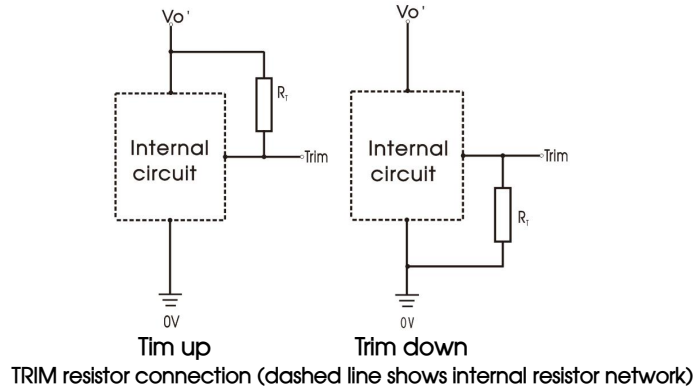 Vo'
Vo'
RT
Internal
circuit
Trim
Internal
circuit
Trim
RT
0V
0V
Tim up
Trim down
TRIM resistor connection (dashed line shows internal resistor network)